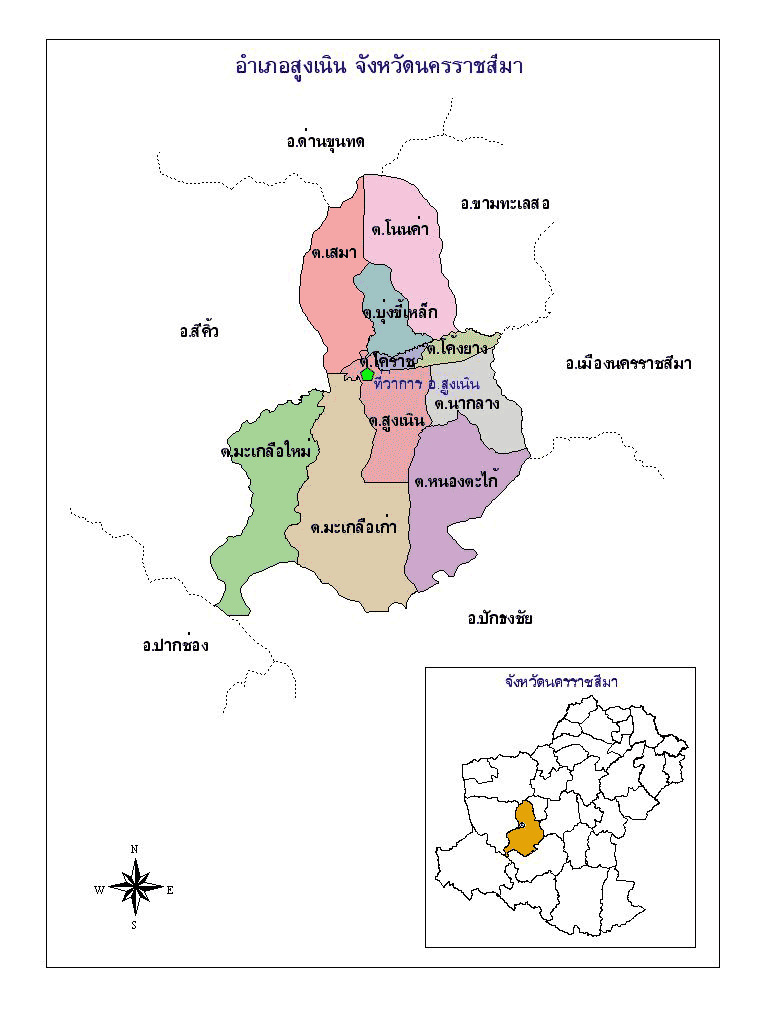 อำเภอสูงเนิน จังหวัดนครราชสีมา
อ.ด่านขุนทด
อ.ขามทะเลสอ
ต.โนนค่า
ต.เสมา
ต.บุ่งขี้เหล็ก
อ.สีคิ้ว
ต.โค้งยาง
ต.โคราช
อ.เมืองนครราชสีมา
ที่ว่าการ อ.สูงเนิน
ต.นากลาง
ต.สูงเนิน
ต.มะเกลือใหม่
ต.หนองตะไก้
ต.มะเกลือเก่า
อ.ปักธงชัย
อ.ปากช่อง
จังหวัดนครราชสีมา
N
W E
S